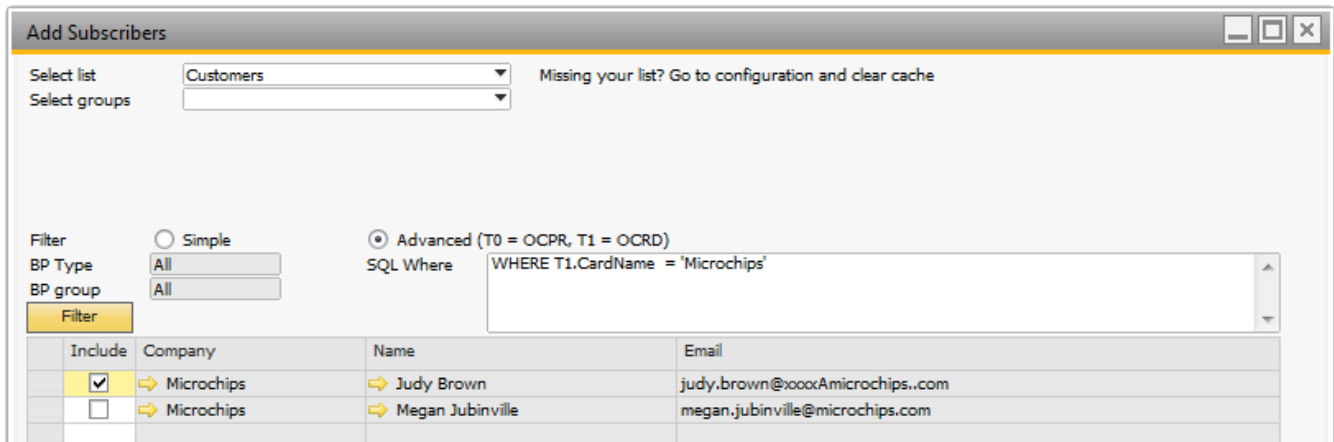 Add Subscribers
Select list Customers Missing your list? Go to configuration and clear cache
Select groups
Filter Simple Advanced (T0 = OCPR, T1 = OCRD)
BP Type All SQL Where WHERE T1.CardName = 'Microchips'
BP group All
Filter
Include Company Name Email
Microchips Judy Brown judy.brown@xxxxAmicrochips..com
Microchips Megan Jubinville megan.jubinville@microchips.com